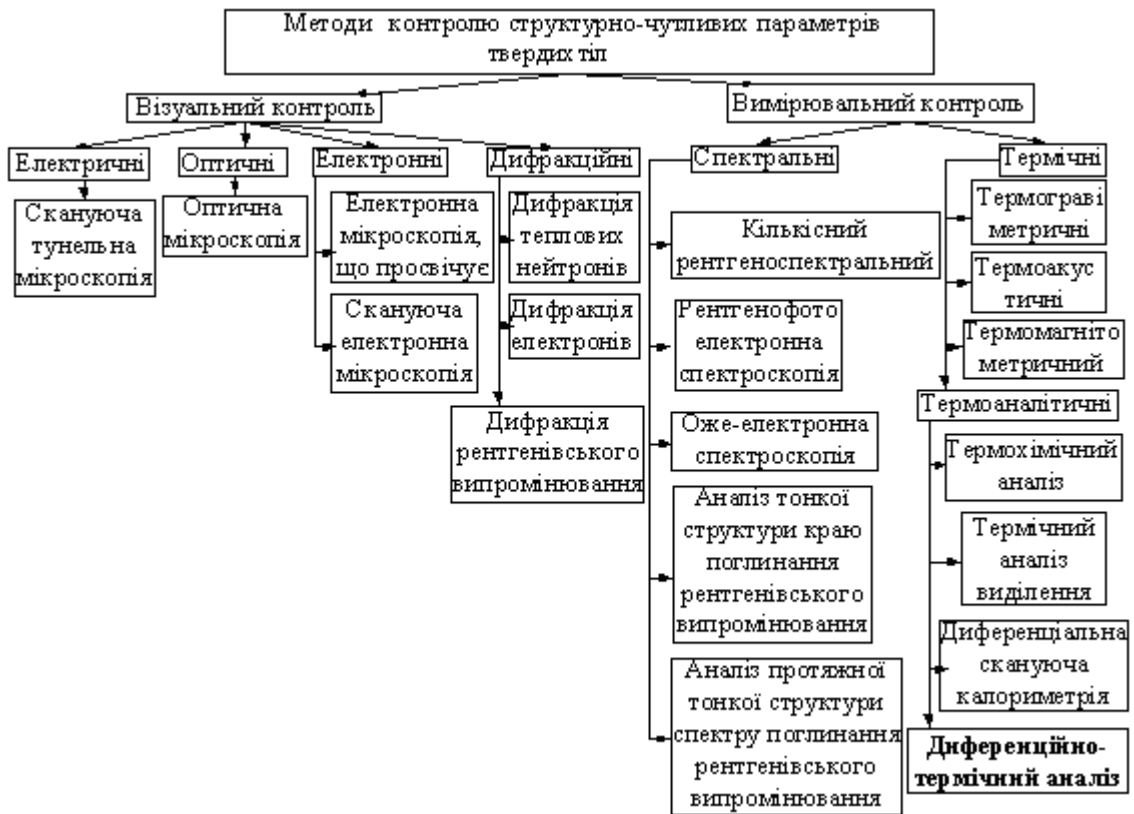 Методи контролю структурно-чутливих параметрів
твердих тіл
Візуальний контроль
Вимірювальний контроль
Електричні
Оптичні
Електронні
Дифракційні
Спектральні
Термічні
Скануюча
тунельна
мікроскопія
Оптична
мікроскопія
Електронна
мікроскопія,
що просвічує
Скануюча
електронна
мікроскопія
Дифракція
теплових
нейтронів
Дифракція
електронів
Дифракція
рентгенівського
випромінювання
Кількісний
рентгеноспектральний
Рентгенофото
електронна
спектроскопія
Оже-електронна
спектроскопія
Аналіз тонкої
структури краю
поглинання
рентгенівського
випромінювання
Аналіз протяжної
тонкої структури
спектру поглинання
рентгенівського
випромінювання
Термограві
метричні
Термоакус
тичні
Термомагніто
метричний
Термоаналітичні
Термохімічний
аналіз
Термічний
аналіз
виділення
Диференціальна
скануюча
калориметрія
Диференційно-
термічний аналіз